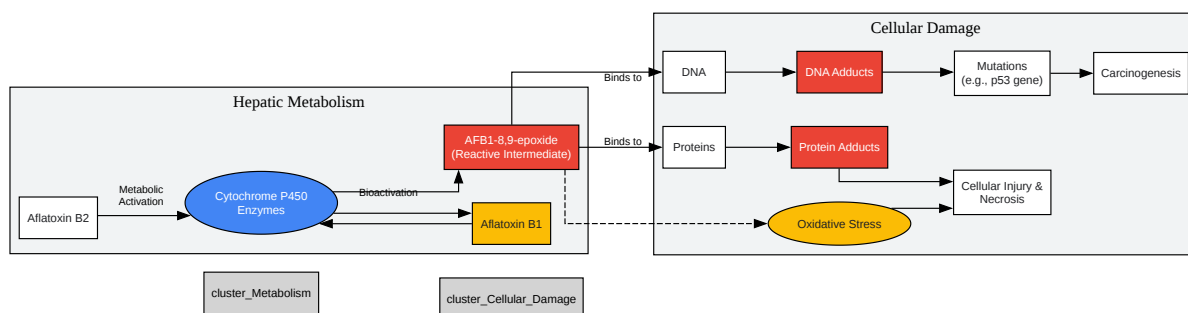 Cellular Damage
DNA
DNA Adducts
Mutations
(e.g., p53 gene)
Carcinogenesis
Binds to
Hepatic Metabolism
AFB1-8,9-epoxide
(Reactive Intermediate)
Binds to
Proteins
Protein Adducts
Metabolic
Activation
Bioactivation
Cytochrome P450
Enzymes
Cellular Injury &
Necrosis
Aflatoxin B2
Aflatoxin B1
Oxidative Stress
cluster_Metabolism
cluster_Cellular_Damage